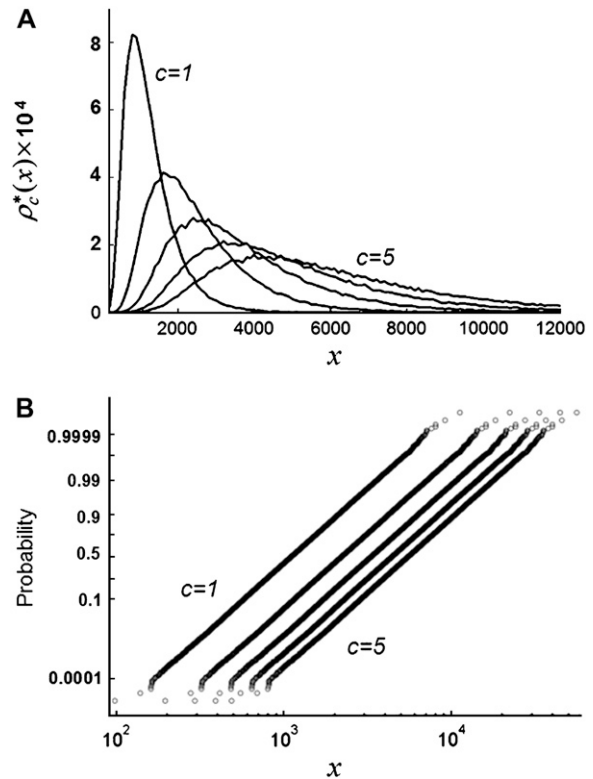 A
8
6
4
2
0
ρ*c(x)×10⁴
c=1
c=5
2000 4000 6000 8000 10000 12000
x
B
0.9999
0.99
0.9
0.5
0.1
0.0001
Probability
c=1
c=5
10² 10³ 10⁴
x